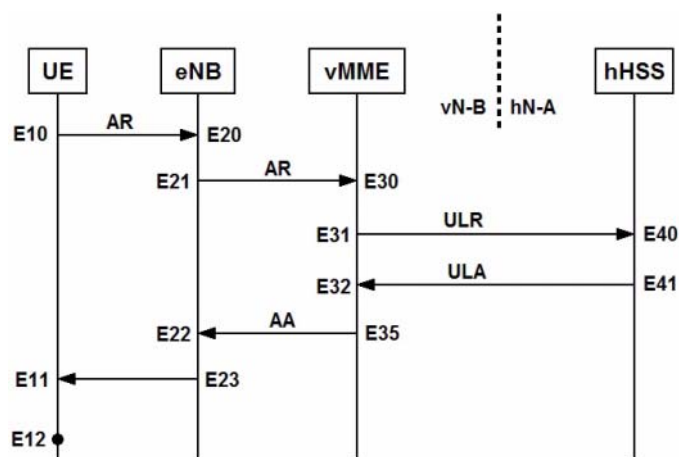 UE eNB vMME hHSS
vN-B hN-A
E10 AR E20
E21 AR E30
E31 ULR E40
E32 ULA E41
E22 AA E35
E11 E23
E12